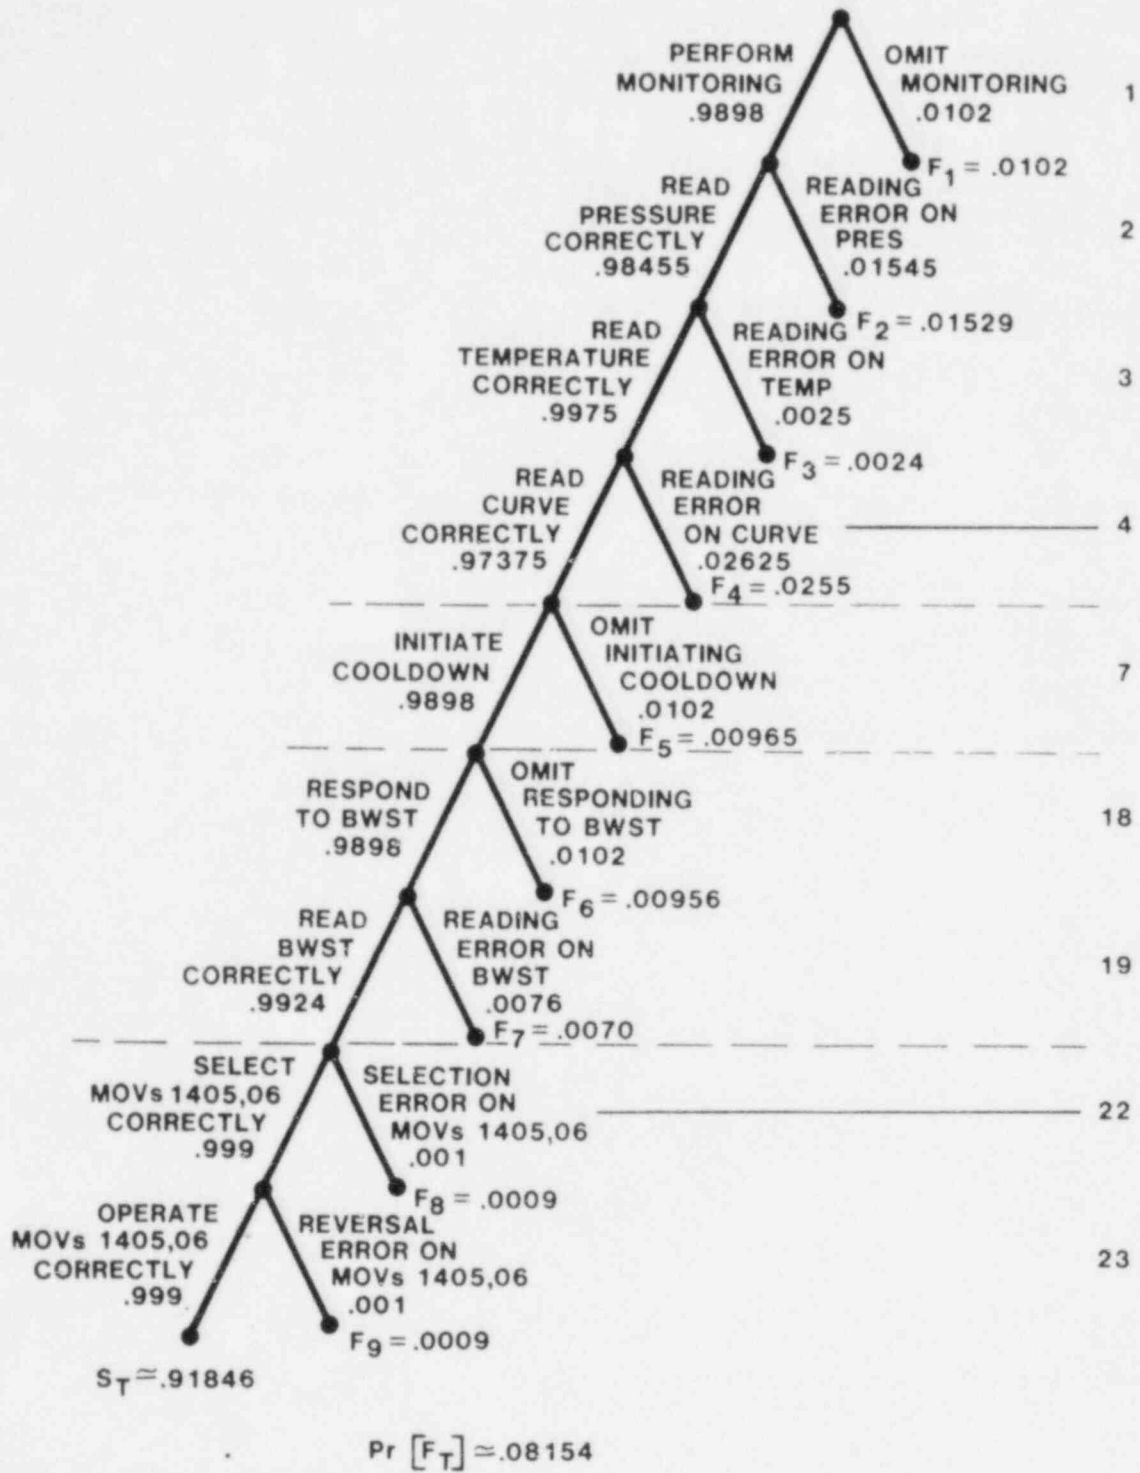 PERFORM MONITORING .9898
OMIT MONITORING .0102
1
F1 = .0102
READ PRESSURE CORRECTLY .98455
READING ERROR ON PRES .01545
2
F2 = .01529
READ TEMPERATURE CORRECTLY .9975
READING ERROR ON TEMP .0025
3
F3 = .0024
READ CURVE CORRECTLY .97375
READING ERROR ON CURVE .02625
4
F4 = .0255
INITIATE COOLDOWN .9898
OMIT INITIATING COOLDOWN .0102
7
F5 = .00965
RESPOND TO BWST .9898
OMIT RESPONDING TO BWST .0102
18
F6 = .00956
READ BWST CORRECTLY .9924
READING ERROR ON BWST .0076
19
F7 = .0070
SELECT MOVs 1405,06 CORRECTLY .999
SELECTION ERROR ON MOVs 1405,06 .001
22
F8 = .0009
OPERATE MOVs 1405,06 CORRECTLY .999
REVERSAL ERROR ON MOVs 1405,06 .001
23
F9 = .0009
ST ≃ .91846
Pr [FT] ≃ .08154